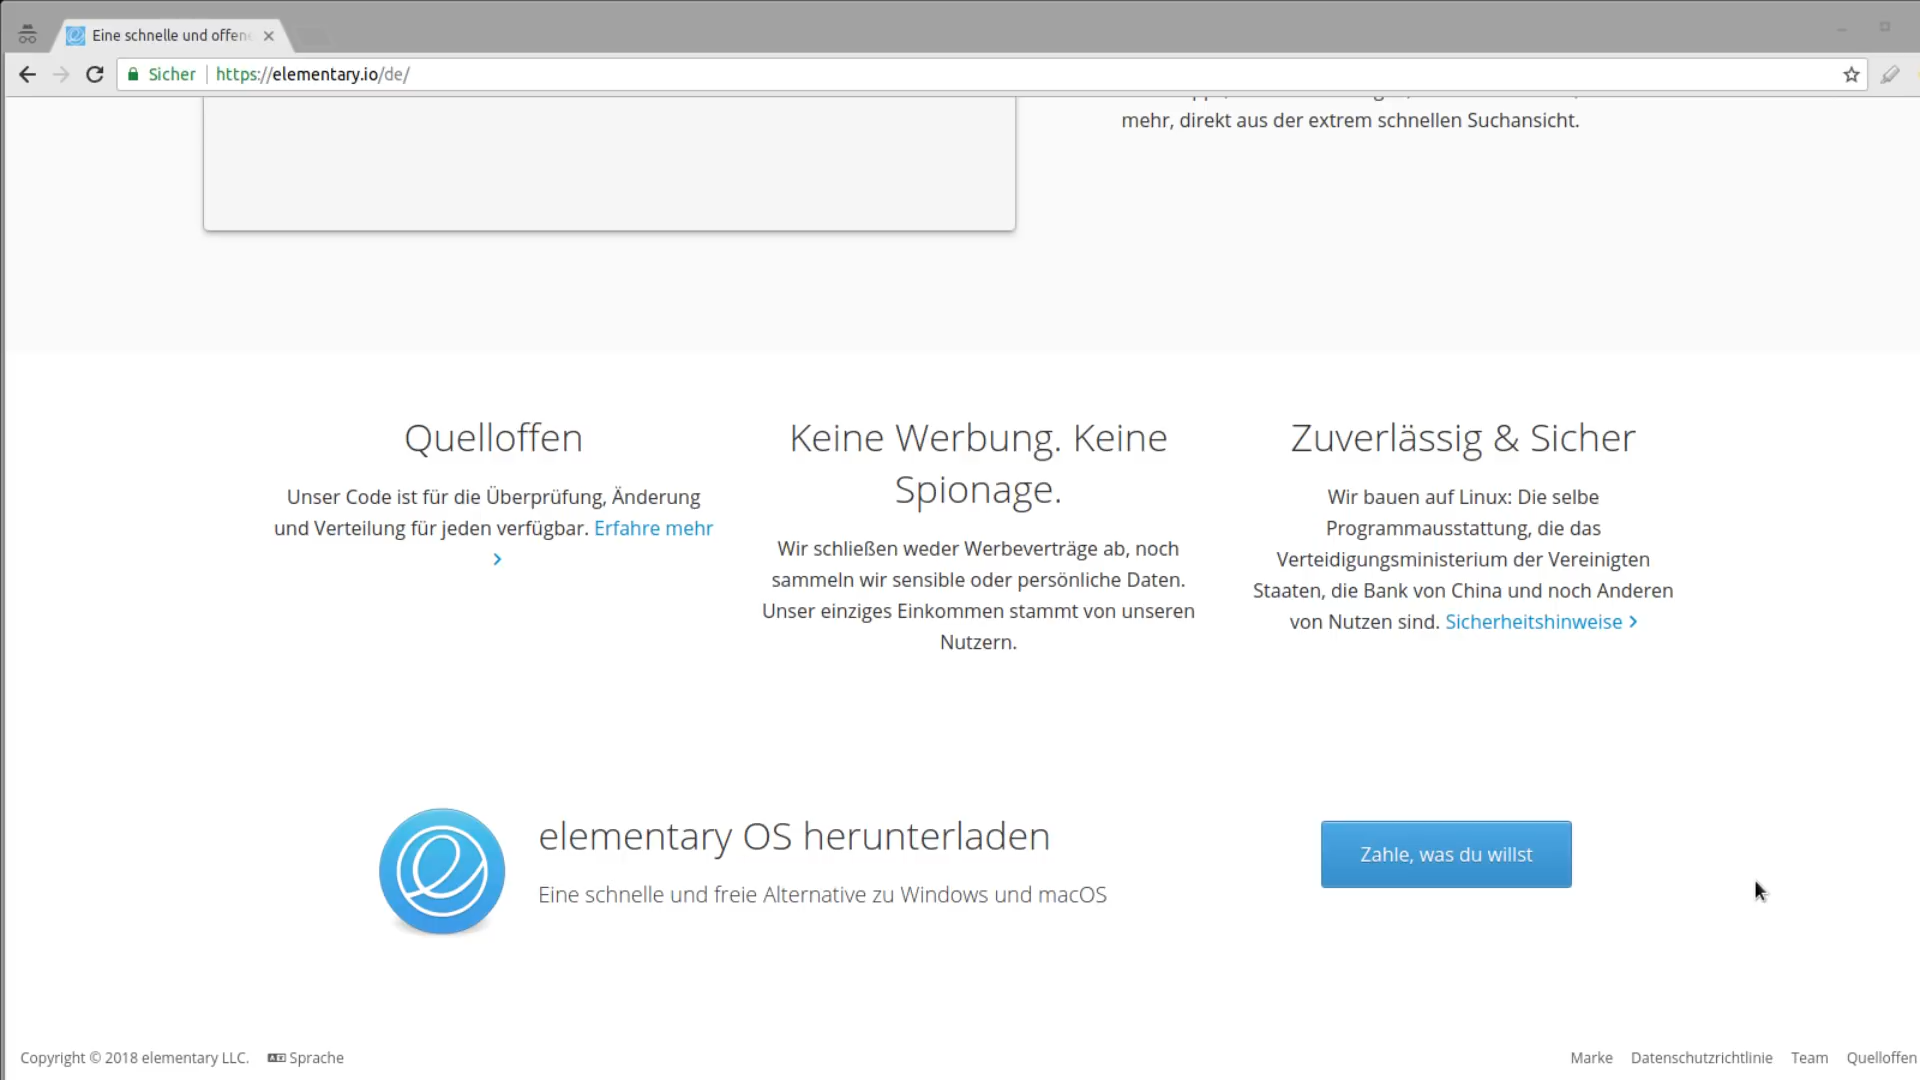 Eine schnelle und offen
Sicher https://elementary.io/de/
mehr, direkt aus der extrem schnellen Suchansicht.
Quelloffen
Unser Code ist für die Überprüfung, Änderung
und Verteilung für jeden verfügbar. Erfahre mehr
Keine Werbung. Keine
Spionage.
Wir schließen weder Werbeverträge ab, noch
sammeln wir sensible oder persönliche Daten.
Unser einziges Einkommen stammt von unseren
Nutzern.
Zuverlässig & Sicher
Wir bauen auf Linux: Die selbe
Programmausstattung, die das
Verteidigungsministerium der Vereinigten
Staaten, die Bank von China und noch Anderen
von Nutzen sind. Sicherheitshinweise
elementary OS herunterladen
Eine schnelle und freie Alternative zu Windows und macOS
Zahle, was du willst
Copyright © 2018 elementary LLC. Sprache
Marke Datenschutzrichtlinie Team Quelloffen